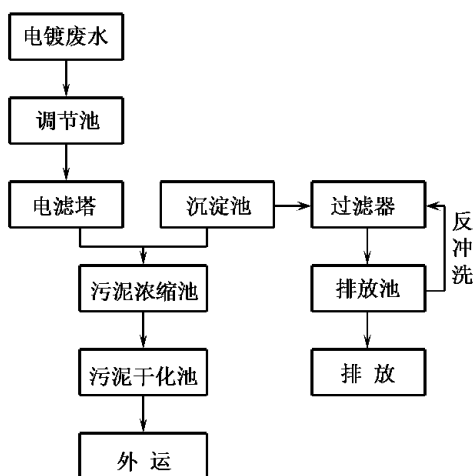 电镀废水
调节池
电滤塔
沉淀池
过滤器
反冲洗
污泥浓缩池
排放池
污泥干化池
排 放
外 运